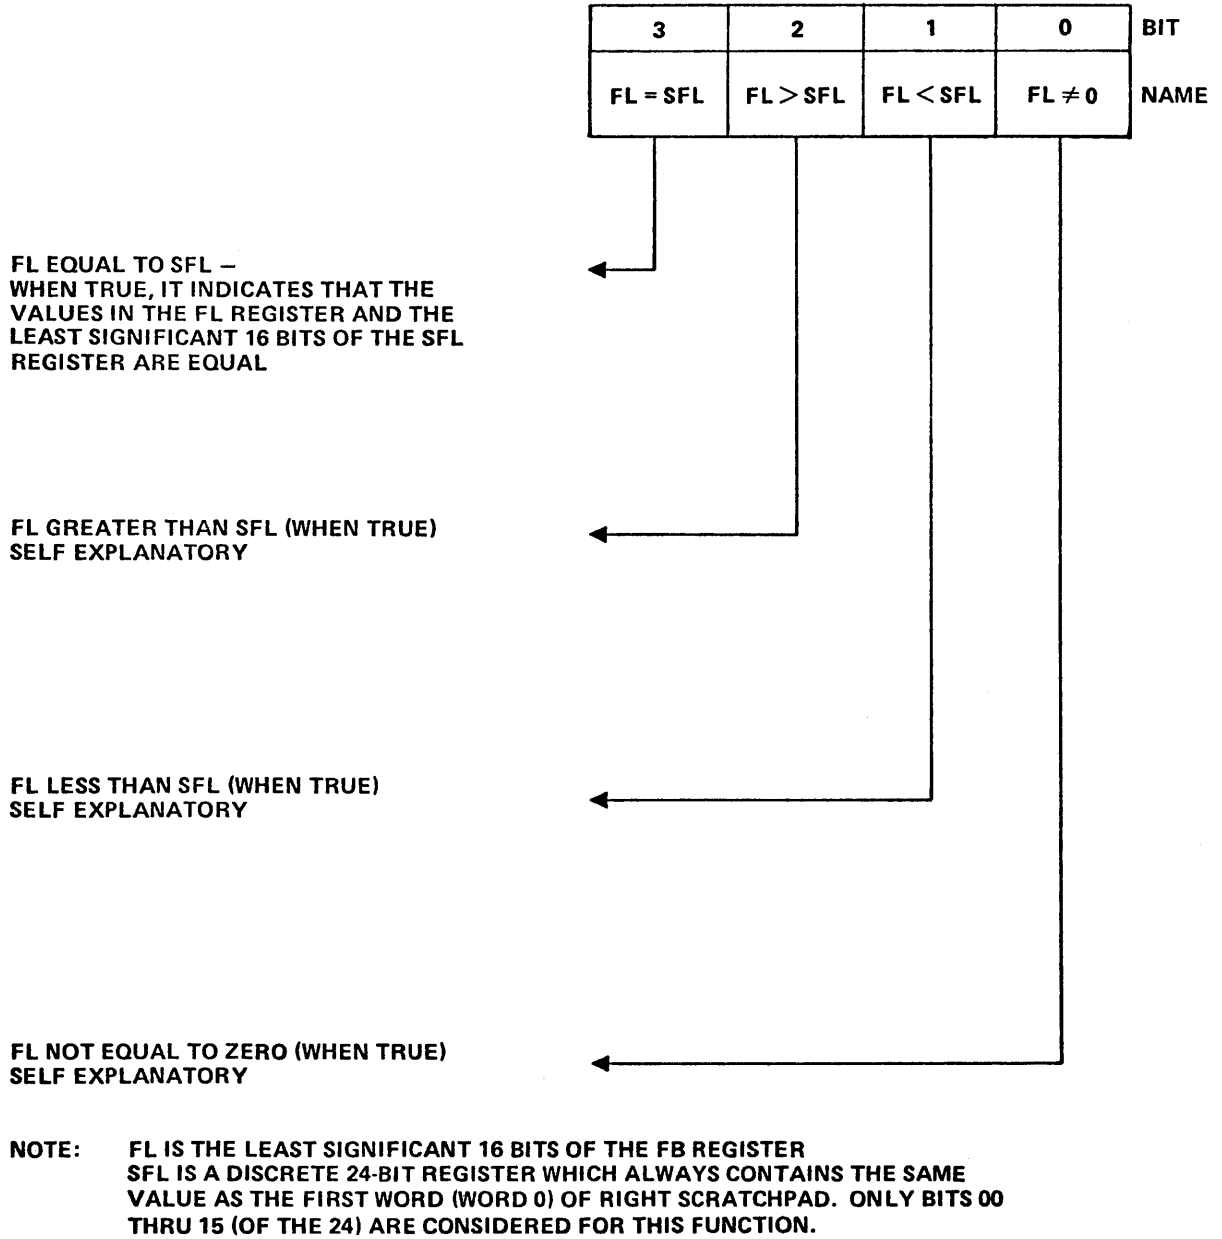 3 2 1 0 BIT
FL = SFL FL > SFL FL < SFL FL ≠ 0 NAME
FL EQUAL TO SFL –
WHEN TRUE, IT INDICATES THAT THE
VALUES IN THE FL REGISTER AND THE
LEAST SIGNIFICANT 16 BITS OF THE SFL
REGISTER ARE EQUAL
FL GREATER THAN SFL (WHEN TRUE)
SELF EXPLANATORY
FL LESS THAN SFL (WHEN TRUE)
SELF EXPLANATORY
FL NOT EQUAL TO ZERO (WHEN TRUE)
SELF EXPLANATORY
NOTE: FL IS THE LEAST SIGNIFICANT 16 BITS OF THE FB REGISTER
SFL IS A DISCRETE 24-BIT REGISTER WHICH ALWAYS CONTAINS THE SAME
VALUE AS THE FIRST WORD (WORD 0) OF RIGHT SCRATCHPAD. ONLY BITS 00
THRU 15 (OF THE 24) ARE CONSIDERED FOR THIS FUNCTION.